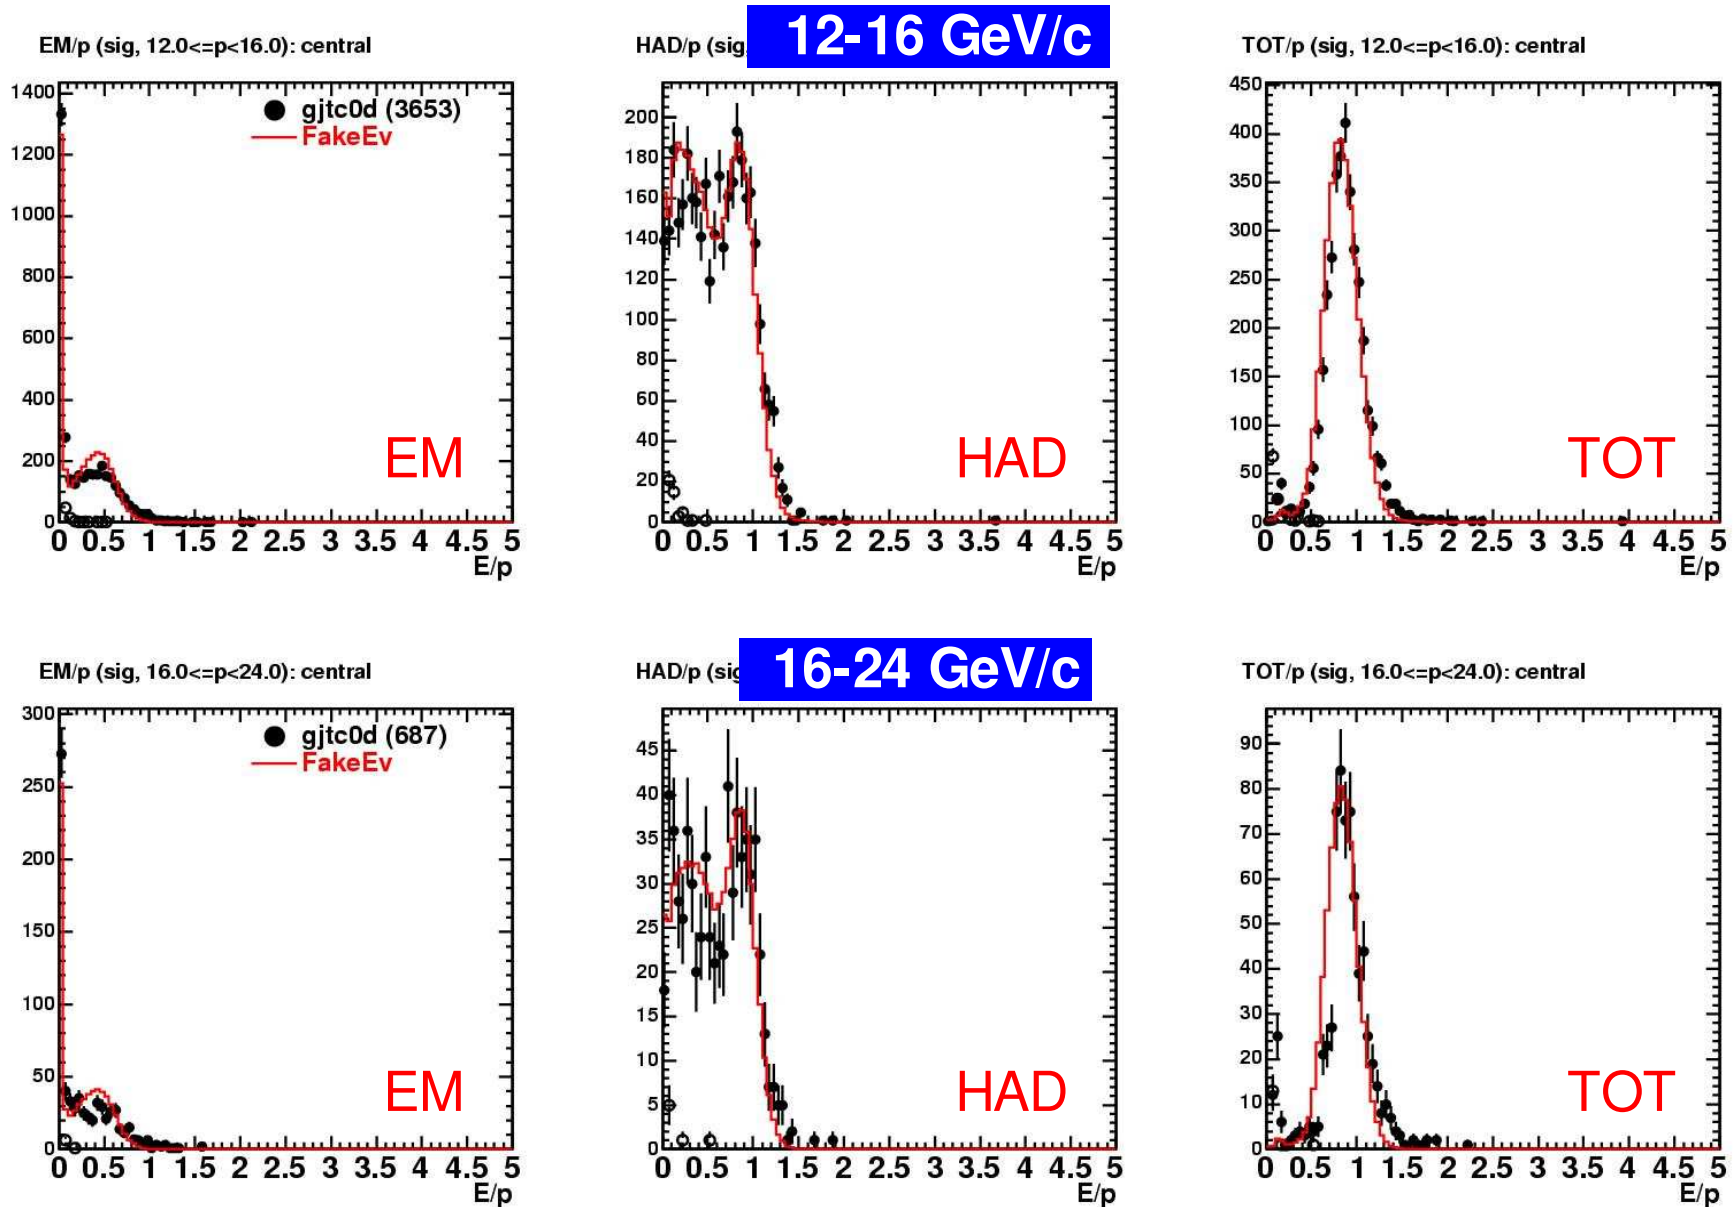 12-16 GeV/c
EM/p (sig, 12.0<=p<16.0): central
HAD/p (sig,
TOT/p (sig, 12.0<=p<16.0): central
gjtc0d (3653)
FakeEv
1400
1200
1000
800
600
400
200
0
0 0.5 1 1.5 2 2.5 3 3.5 4 4.5 5
E/p
EM
200
180
160
140
120
100
80
60
40
20
0
0 0.5 1 1.5 2 2.5 3 3.5 4 4.5 5
E/p
HAD
450
400
350
300
250
200
150
100
50
0
0 0.5 1 1.5 2 2.5 3 3.5 4 4.5 5
E/p
TOT
16-24 GeV/c
EM/p (sig, 16.0<=p<24.0): central
HAD/p (sig
TOT/p (sig, 16.0<=p<24.0): central
gjtc0d (687)
FakeEv
300
250
200
150
100
50
0
0 0.5 1 1.5 2 2.5 3 3.5 4 4.5 5
E/p
EM
45
40
35
30
25
20
15
10
5
0
0 0.5 1 1.5 2 2.5 3 3.5 4 4.5 5
E/p
HAD
90
80
70
60
50
40
30
20
10
0
0 0.5 1 1.5 2 2.5 3 3.5 4 4.5 5
E/p
TOT